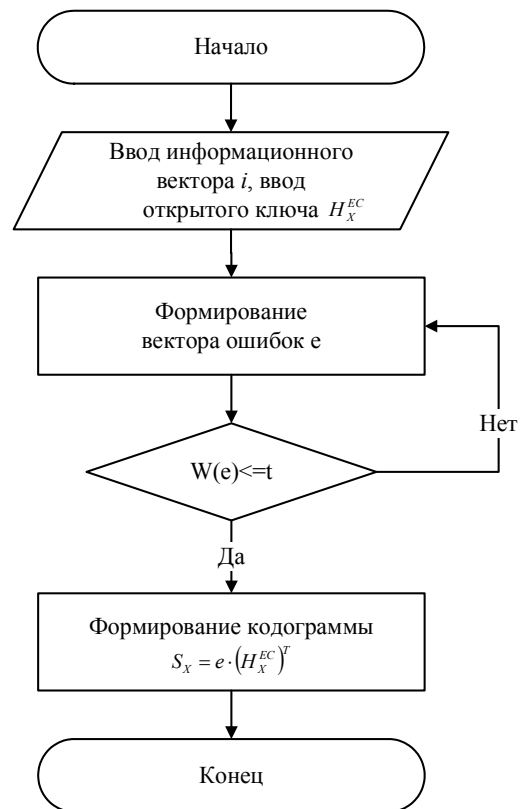 Начало
Ввод информационного
вектора i, ввод
открытого ключа H_X^{EC}
Формирование
вектора ошибок e
Нет
W(e)<=t
Да
Формирование кодограммы
S_X = e · (H_X^{EC})^T
Конец